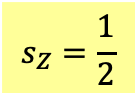 s_Z = 1/2